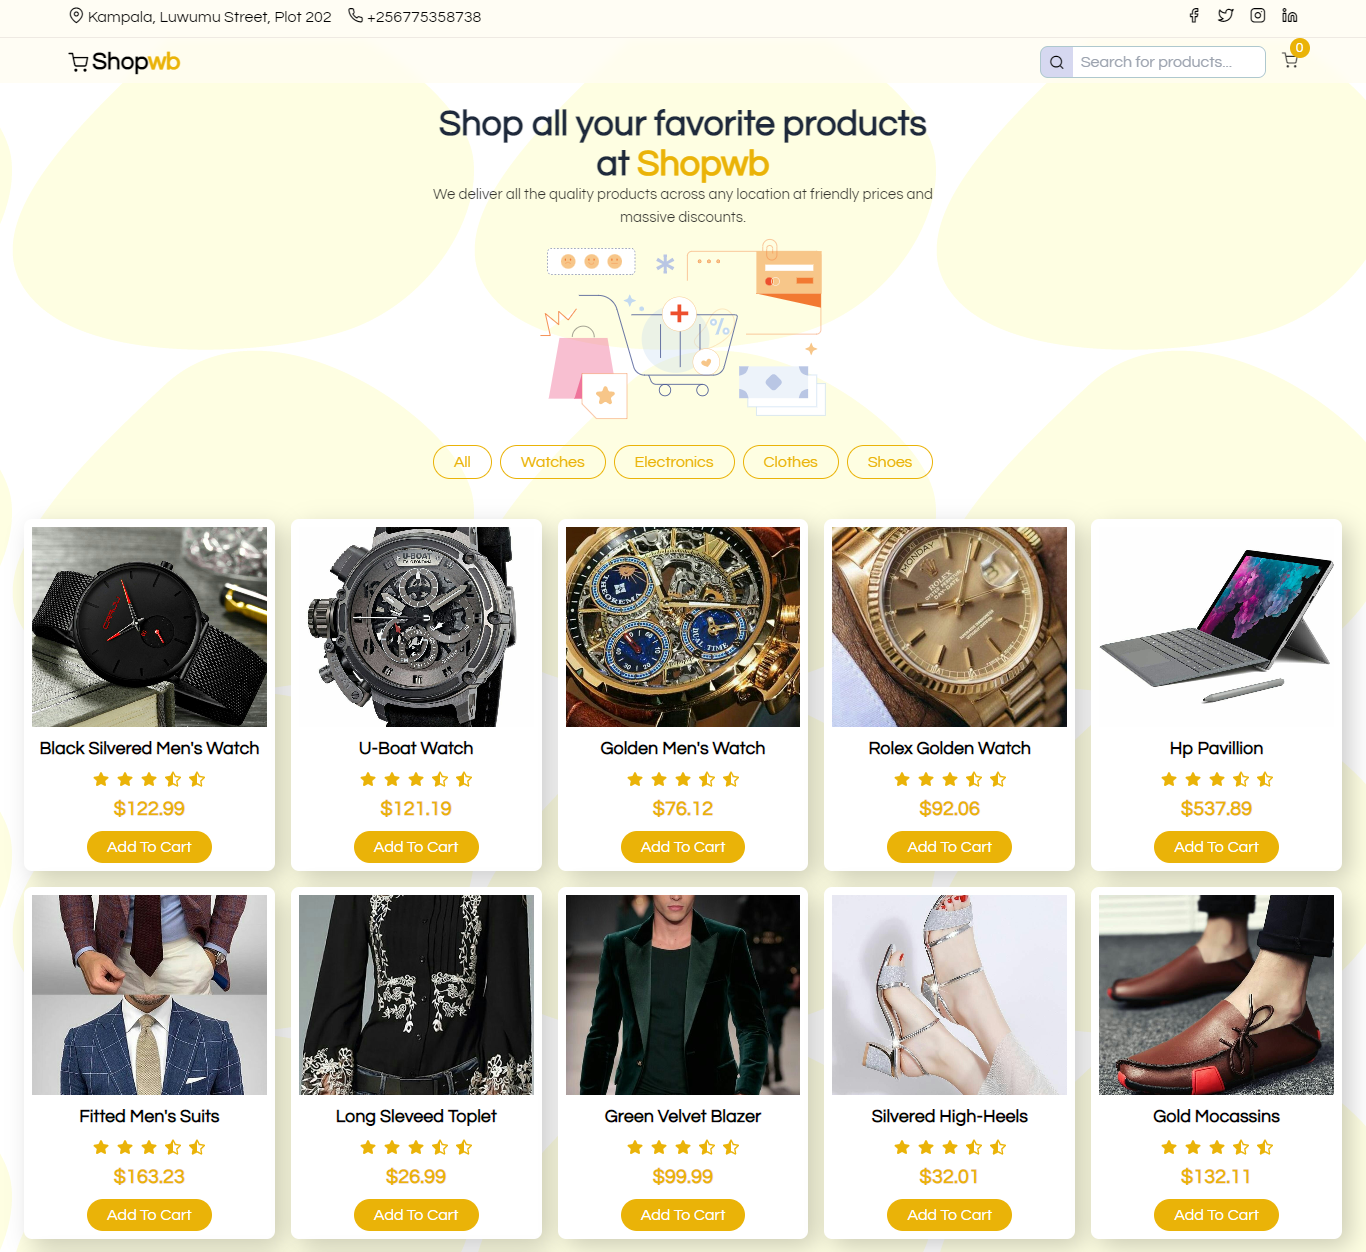 Kampala, Luwumu Street, Plot 202 +256775358738
Shopwb
Search for products...
0
Shop all your favorite products
at Shopwb
We deliver all the quality products across any location at friendly prices and
massive discounts.
%
All Watches Electronics Clothes Shoes
U-BOAT
THEOREMA
DUAL TIME
MONDAY
ROLEX
Black Silvered Men's Watch U-Boat Watch Golden Men's Watch Rolex Golden Watch Hp Pavillion
$122.99 $121.19 $76.12 $92.06 $537.89
Add To Cart Add To Cart Add To Cart Add To Cart Add To Cart
Fitted Men's Suits Long Sleveed Toplet Green Velvet Blazer Silvered High-Heels Gold Mocassins
$163.23 $26.99 $99.99 $32.01 $132.11
Add To Cart Add To Cart Add To Cart Add To Cart Add To Cart